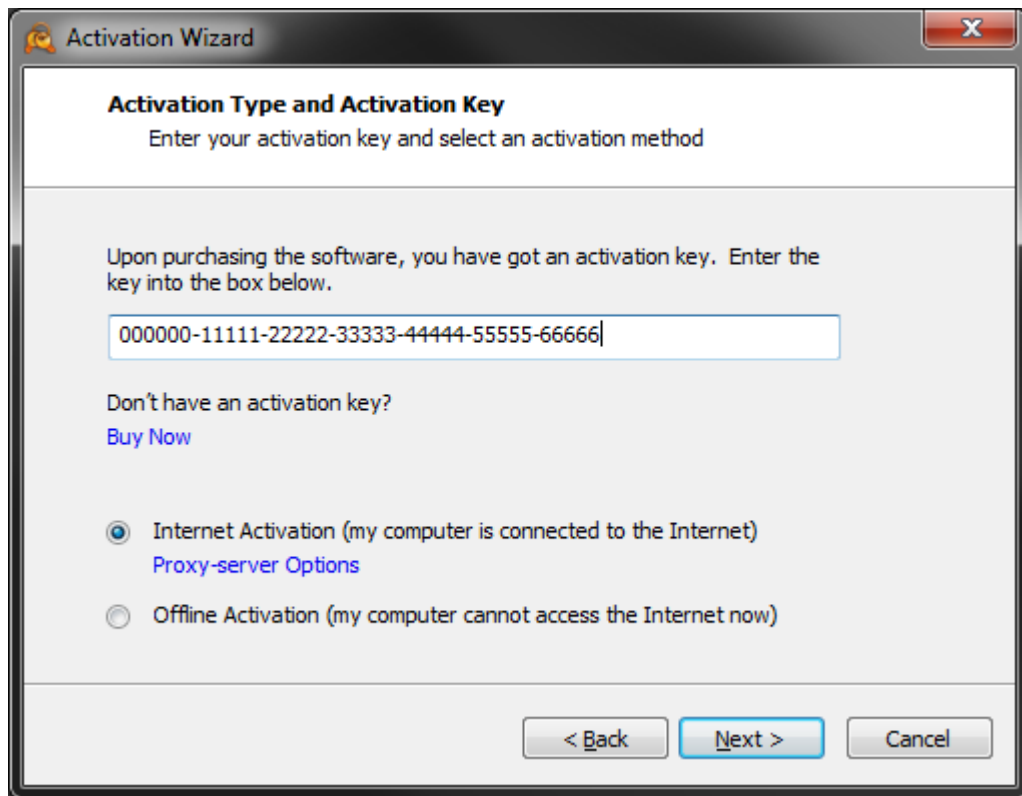 Activation Wizard
Activation Type and Activation Key
Enter your activation key and select an activation method
Upon purchasing the software, you have got an activation key.  Enter the
key into the box below.
000000-11111-22222-33333-44444-55555-66666
Don't have an activation key?
Buy Now
Internet Activation (my computer is connected to the Internet)
Proxy-server Options
Offline Activation (my computer cannot access the Internet now)
< Back Next > Cancel